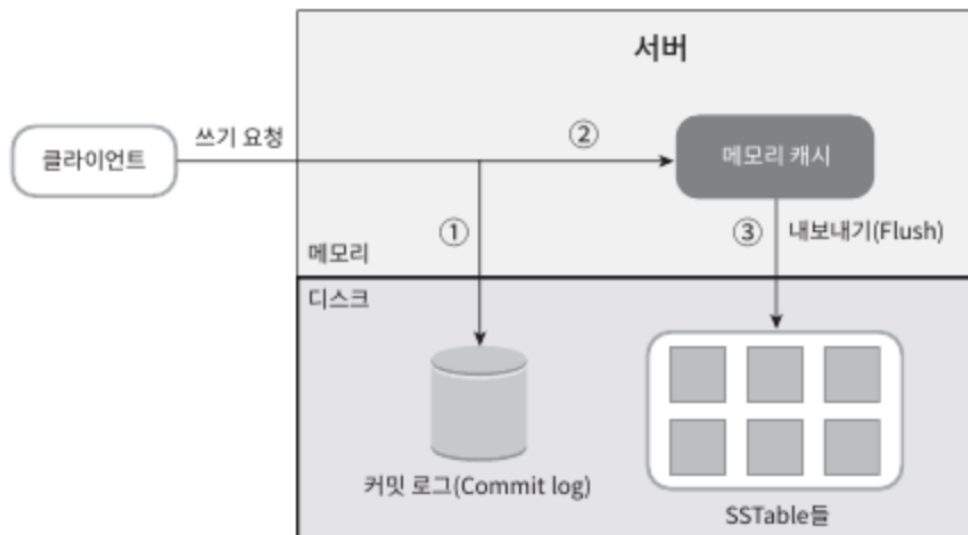 서버
쓰기 요청
②
클라이언트
메모리 캐시
①
③
내보내기(Flush)
메모리
디스크
커밋 로그(Commit log)
SSTable들